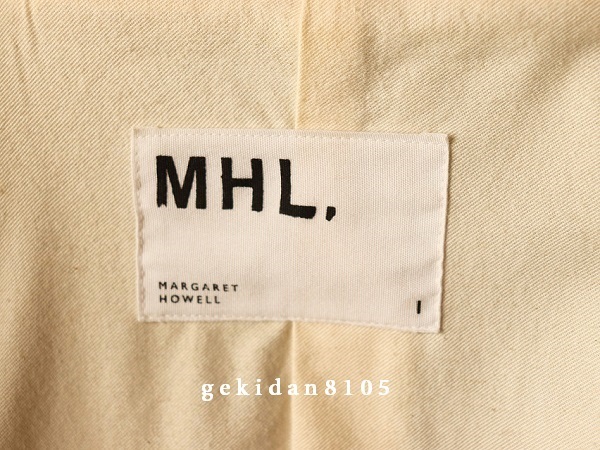 MHL.
MARGARET
HOWELL
I
gekidan8105